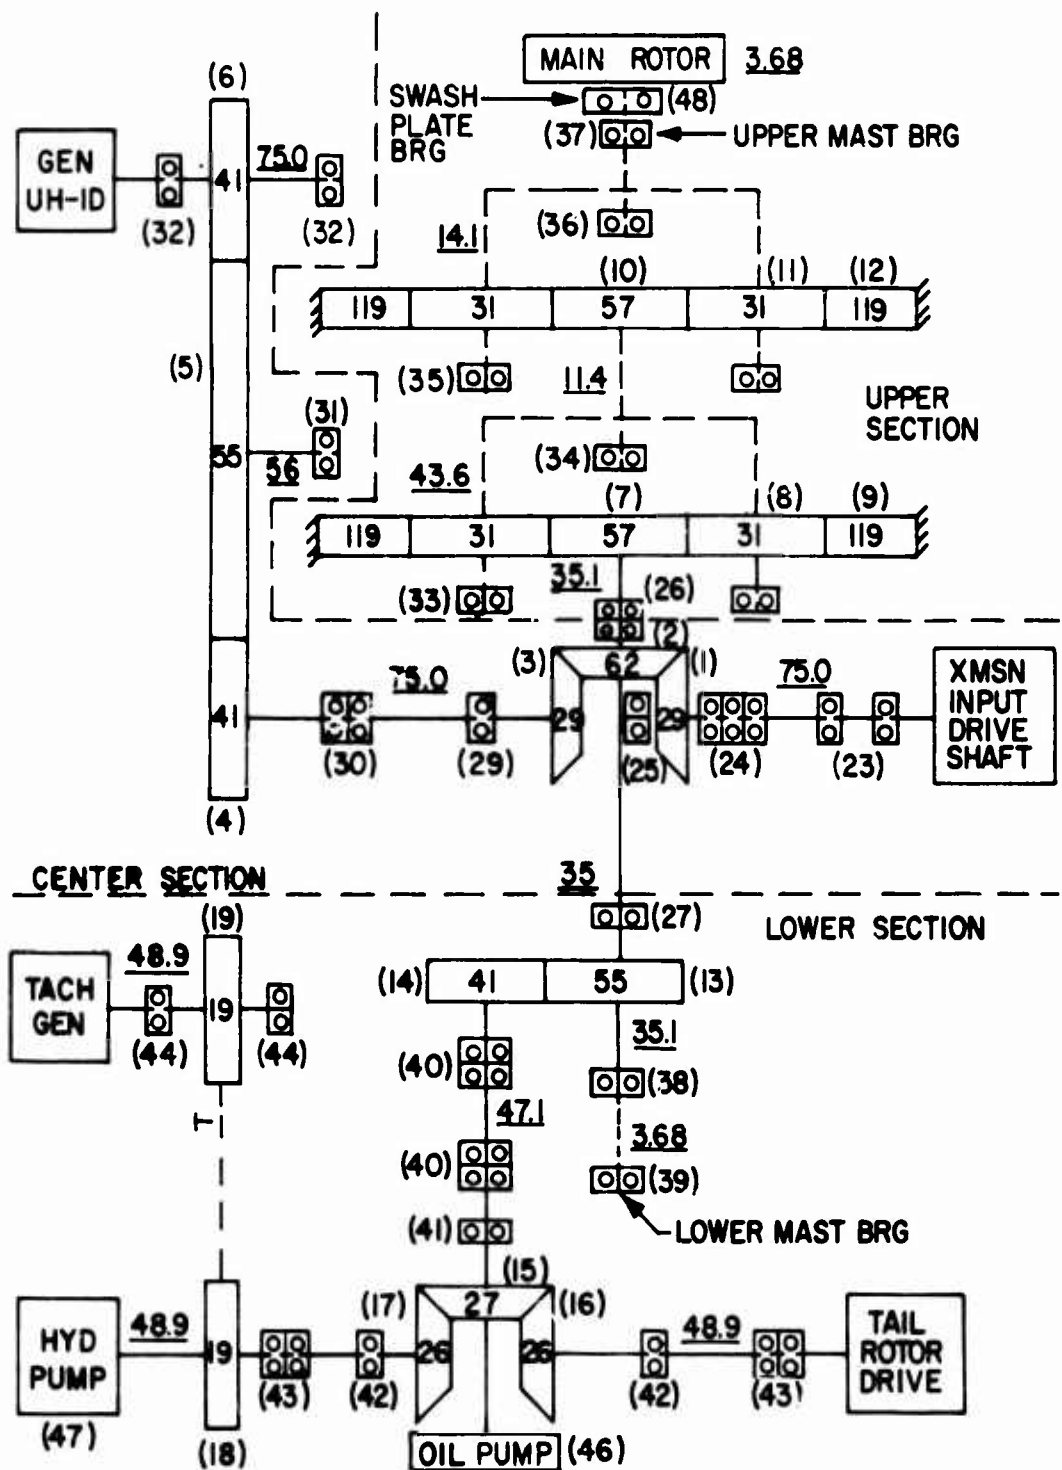 MAIN ROTOR 3.68
(6)
SWASH PLATE BRG
(48)
(37) UPPER MAST BRG
GEN UH-1D
(32)
41
75.0
(32)
(36)
14.1
(10) (11) (12)
119 31 57 31 119
(5)
(35)
11.4
UPPER SECTION
(31)
55
56
(34)
43.6
(7) (8) (9)
119 31 57 31 119
35.1
(33)
(26)
(2)
(3) 62 (1)
75.0
75.0
XMSN INPUT DRIVE SHAFT
41
29
29
(30) (29) (25) (24) (23)
(4)
CENTER SECTION
35
(27)
LOWER SECTION
(19)
48.9
TACH GEN
19
(44) (44)
(14) 41 55 (13)
35.1
(40)
(38)
47.1
T
3.68
(40)
(39)
(41)
LOWER MAST BRG
(15)
(17) 27 (16)
HYD PUMP
48.9
19
26
26
48.9
TAIL ROTOR DRIVE
(43) (42) (42) (43)
(47)
(18)
OIL PUMP (46)